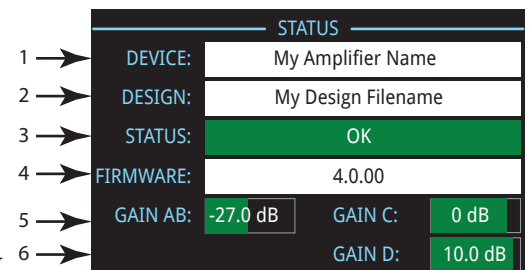 STATUS
1 DEVICE: My Amplifier Name
2 DESIGN: My Design Filename
3 STATUS: OK
4 FIRMWARE: 4.0.00
5 GAIN AB: -27.0 dB GAIN C: 0 dB
6 GAIN D: 10.0 dB